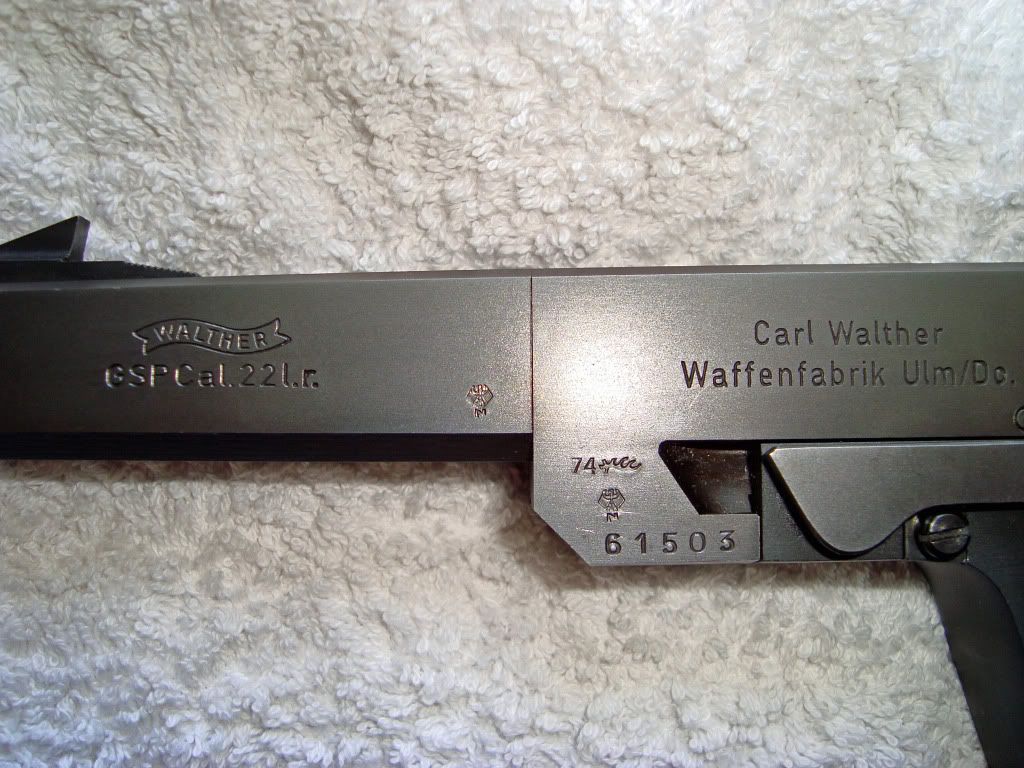 WALTHER
GSP Cal. 22 l.r.
M
Carl Walther
Waffenfabrik Ulm/Do.
74
M
61503